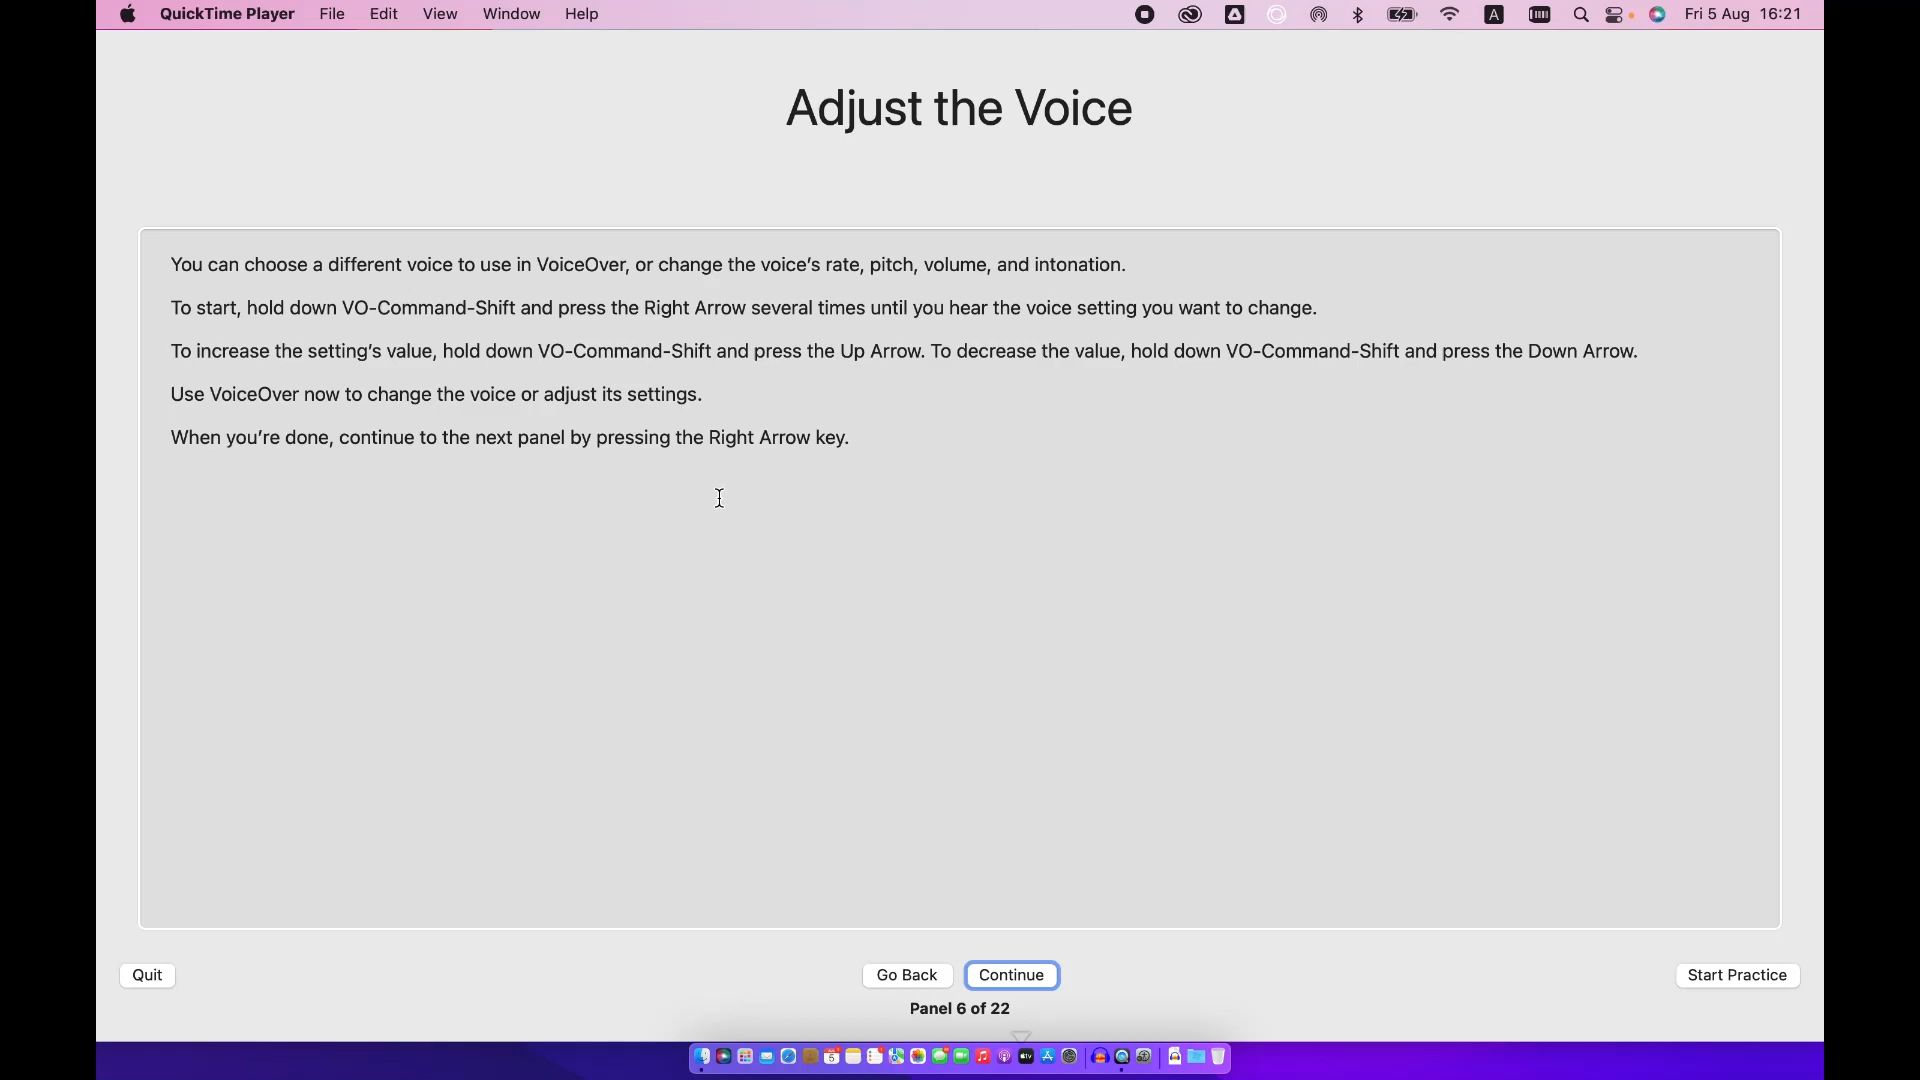 QuickTime Player File Edit View Window Help A Fri 5 Aug 16:21
Adjust the Voice
You can choose a different voice to use in VoiceOver, or change the voice’s rate, pitch, volume, and intonation.
To start, hold down VO-Command-Shift and press the Right Arrow several times until you hear the voice setting you want to change.
To increase the setting’s value, hold down VO-Command-Shift and press the Up Arrow. To decrease the value, hold down VO-Command-Shift and press the Down Arrow.
Use VoiceOver now to change the voice or adjust its settings.
When you’re done, continue to the next panel by pressing the Right Arrow key.
Quit Go Back Continue Start Practice
Panel 6 of 22
5 tv